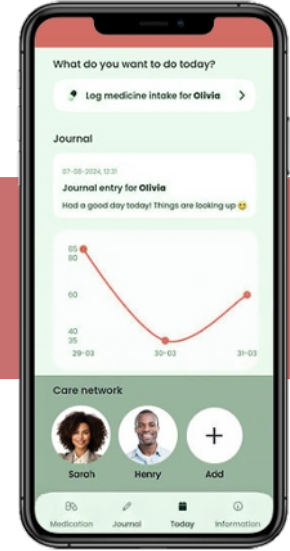 What do you want to do today?
Log medicine intake for Olivia
Journal
07-08-2024, 13:31
Journal entry for Olivia
Had a good day today! Things are looking up 😊
85
80
60
40
35
29-03
30-03
31-03
Care network
Sarah
Henry
Add
Medication
Journal
Today
Information